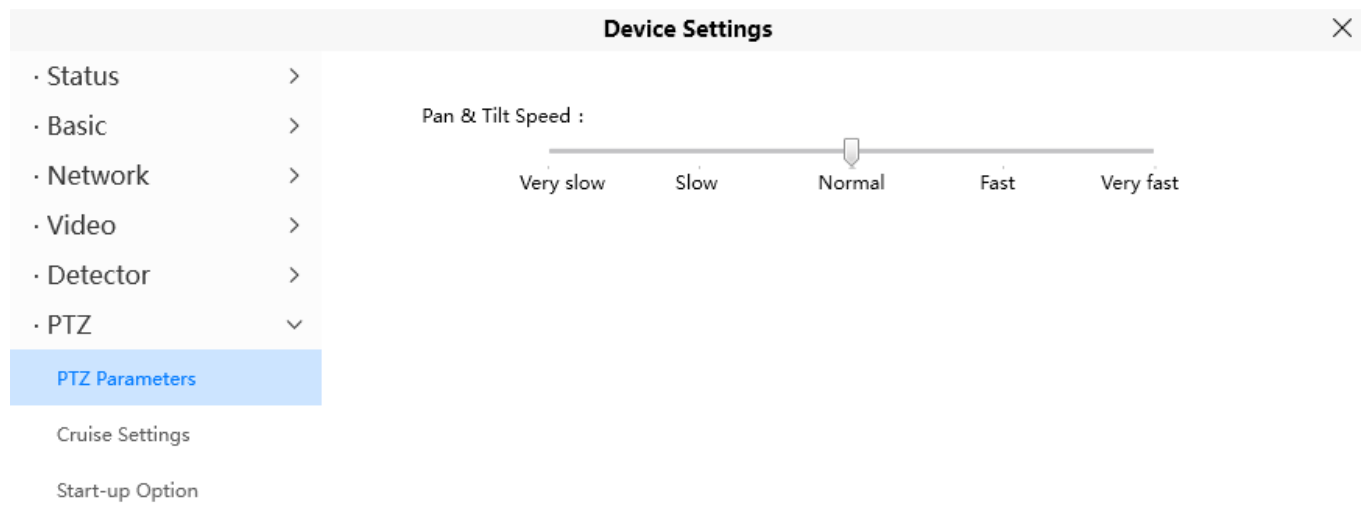 Device Settings
· Status
· Basic
· Network
· Video
· Detector
· PTZ
PTZ Parameters
Cruise Settings
Start-up Option
Pan & Tilt Speed :
Very slow Slow Normal Fast Very fast